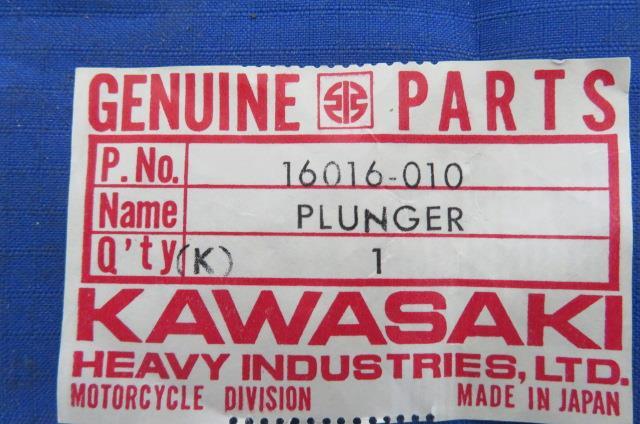 GENUINE PARTS
P.No. 16016-010
Name PLUNGER
Q'ty (K) 1
KAWASAKI
HEAVY INDUSTRIES, LTD.
MOTORCYCLE DIVISION MADE IN JAPAN